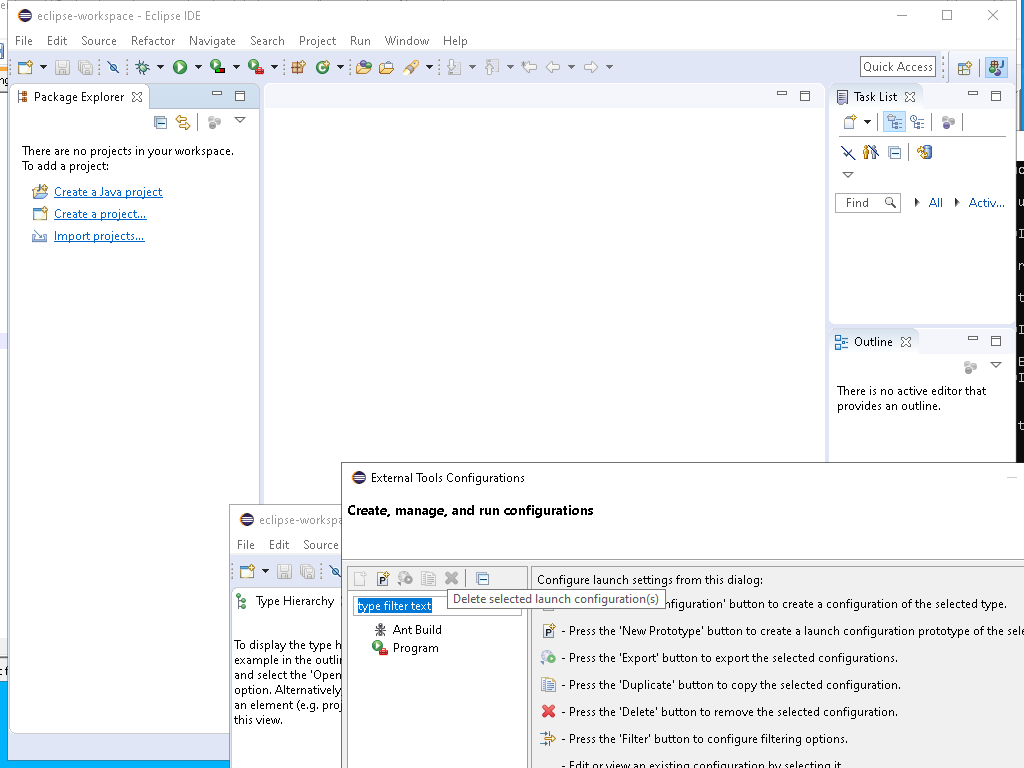 eclipse-workspace - Eclipse IDE
File Edit Source Refactor Navigate Search Project Run Window Help
Quick Access
Package Explorer
Task List
There are no projects in your workspace.
To add a project:
Create a Java project
Create a project...
Import projects...
Find All Activ...
Outline
There is no active editor that
provides an outline.
External Tools Configurations
Create, manage, and run configurations
eclipse-workspa
File Edit Source
Configure launch settings from this dialog:
type filter text
Delete selected launch configuration(s)
nfiguration' button to create a configuration of the selected type.
Type Hierarchy
Ant Build
Program
- Press the 'New Prototype' button to create a launch configuration prototype of the sele
- Press the 'Export' button to export the selected configurations.
- Press the 'Duplicate' button to copy the selected configuration.
- Press the 'Delete' button to remove the selected configuration.
- Press the 'Filter' button to configure filtering options.
- Edit or view an existing configuration by selecting it
To display the type h
example in the outlin
and select the 'Open
option. Alternatively
an element (e.g. proj
this view.